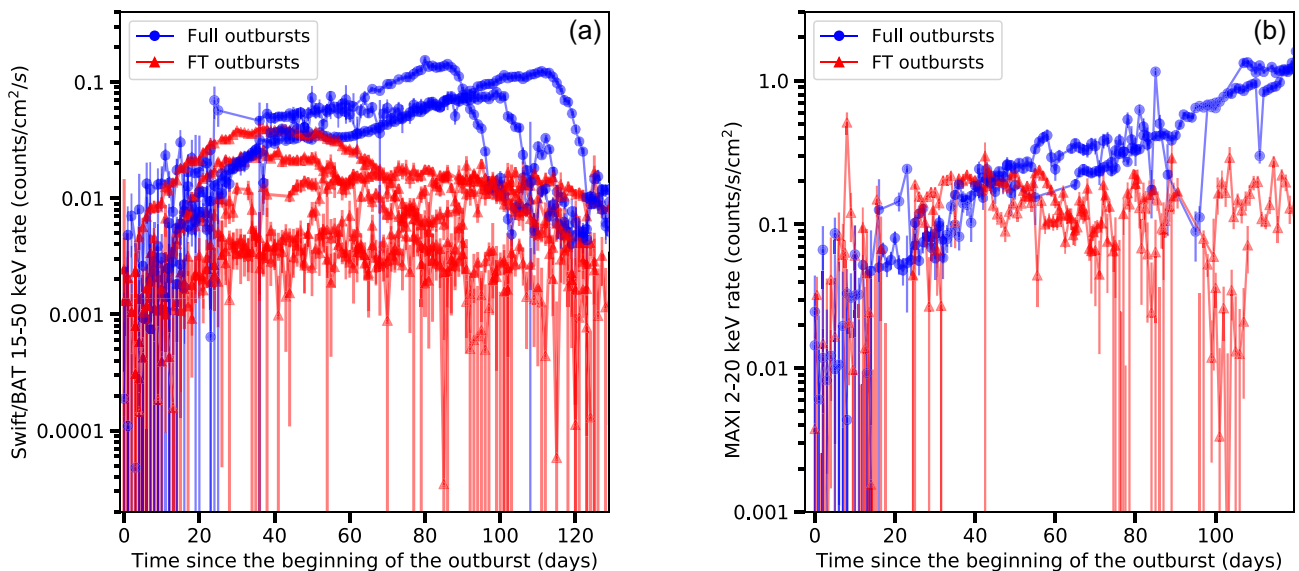 (a)
Full outbursts
FT outbursts
0.1
0.01
0.001
0.0001
Swift/BAT 15-50 keV rate (counts/cm²/s)
0 20 40 60 80 100 120
Time since the beginning of the outburst (days)
(b)
Full outbursts
FT outbursts
1.0
0.1
0.01
0.001
MAXI 2-20 keV rate (counts/s/cm²)
0 20 40 60 80 100
Time since the beginning of the outburst (days)